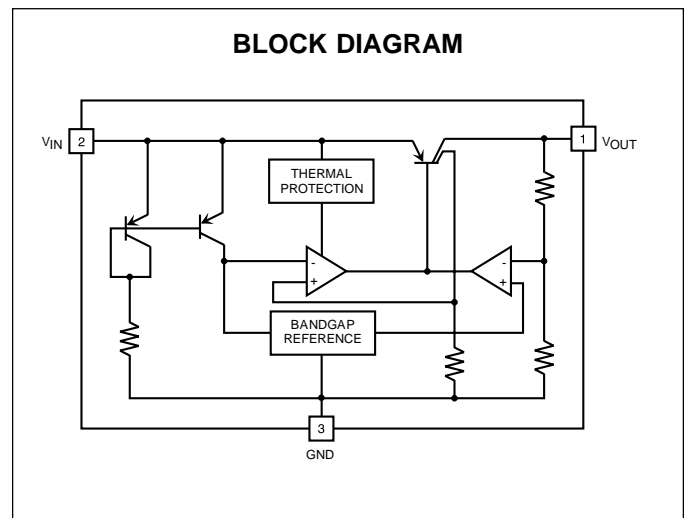 BLOCK DIAGRAM
VIN
2
1
VOUT
THERMAL
PROTECTION
-
+
-
+
BANDGAP
REFERENCE
3
GND